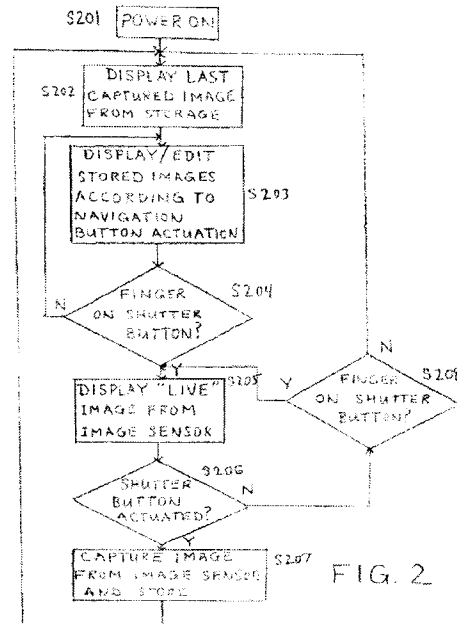 S201 POWER ON
DISPLAY LAST
S202 CAPTURED IMAGE
FROM STORAGE
DISPLAY/EDIT
STORED IMAGES
ACCORDING TO S203
NAVIGATION
BUTTON ACTUATION
S204
FINGER
N ON SHUTTER
BUTTON?
Y S205
DISPLAY "LIVE"
IMAGE FROM
IMAGE SENSOR
N
Y FINGER S208
ON SHUTTER
BUTTON?
S206
SHUTTER
BUTTON N
ACTUATED?
Y
CAPTURE IMAGE S207
FROM IMAGE SENSOR
AND STORE
FIG. 2